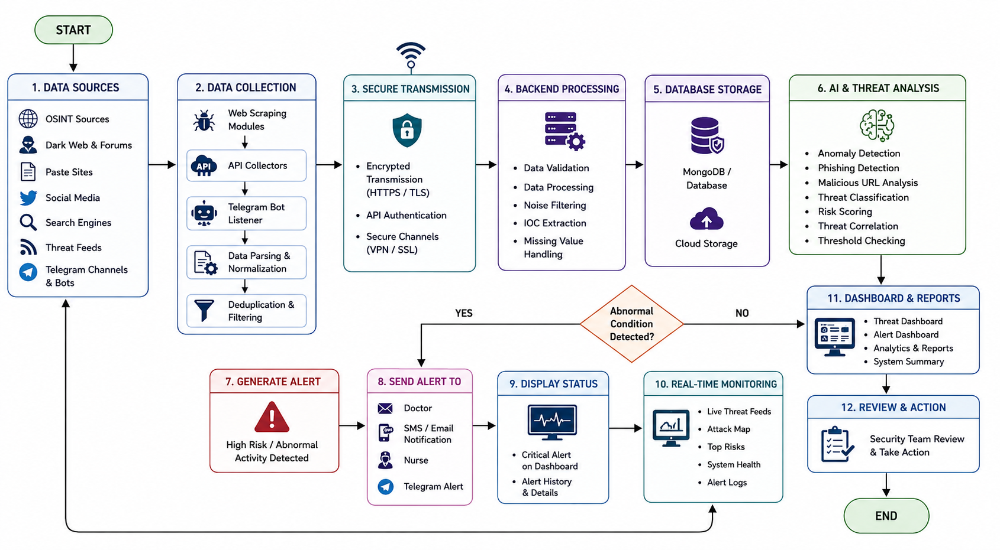 START
1. DATA SOURCES
OSINT Sources
Dark Web & Forums
Paste Sites
Social Media
Search Engines
Threat Feeds
Telegram Channels
& Bots
2. DATA COLLECTION
Web Scraping
Modules
API
API Collectors
Telegram Bot
Listener
Data Parsing &
Normalization
Deduplication &
Filtering
3. SECURE TRANSMISSION
• Encrypted
Transmission
(HTTPS / TLS)
• API Authentication
• Secure Channels
(VPN / SSL)
4. BACKEND PROCESSING
• Data Validation
• Data Processing
• Noise Filtering
• IOC Extraction
• Missing Value
Handling
5. DATABASE STORAGE
MongoDB /
Database
Cloud Storage
6. AI & THREAT ANALYSIS
• Anomaly Detection
• Phishing Detection
• Malicious URL Analysis
• Threat Classification
• Risk Scoring
• Threat Correlation
• Threshold Checking
YES
Abnormal
Condition
Detected?
NO
7. GENERATE ALERT
High Risk / Abnormal
Activity Detected
8. SEND ALERT TO
Doctor
SMS / Email
Notification
Nurse
Telegram Alert
9. DISPLAY STATUS
• Critical Alert
on Dashboard
• Alert History
& Details
10. REAL-TIME MONITORING
• Live Threat Feeds
• Attack Map
• Top Risks
• System Health
• Alert Logs
11. DASHBOARD & REPORTS
• Threat Dashboard
• Alert Dashboard
• Analytics & Reports
• System Summary
12. REVIEW & ACTION
Security Team Review
& Take Action
END